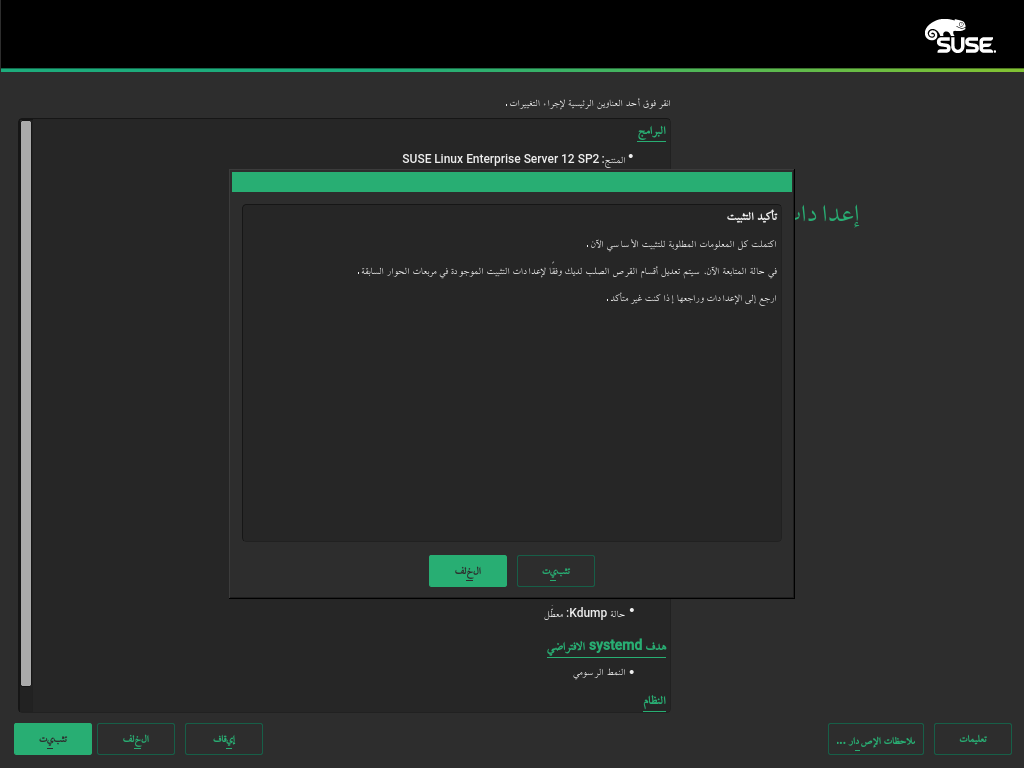 SUSE.
انقر فوق أحد العناوين الرئيسية لإجراء التغييرات.
البرامج
• المنتج: SUSE Linux Enterprise Server 12 SP2
إعدادات
تأكيد التثبيت
اكتملت كل المعلومات المطلوبة للتثبيت الأساسي الآن.
في حالة المتابعة الآن، سيتم تعديل أقسام القرص الصلب لديك وفقًا لإعدادات التثبيت الموجودة في مربعات الحوار السابقة.
ارجع إلى الإعدادات وراجعها إذا كنت غير متأكد.
تثبيت
الخلف
• حالة Kdump: معطَّل
هدف systemd الافتراضي
• النمط الرسومي
النظام
تعليمات
ملاحظات الإصدار ...
إيقاف
الخلف
تثبيت